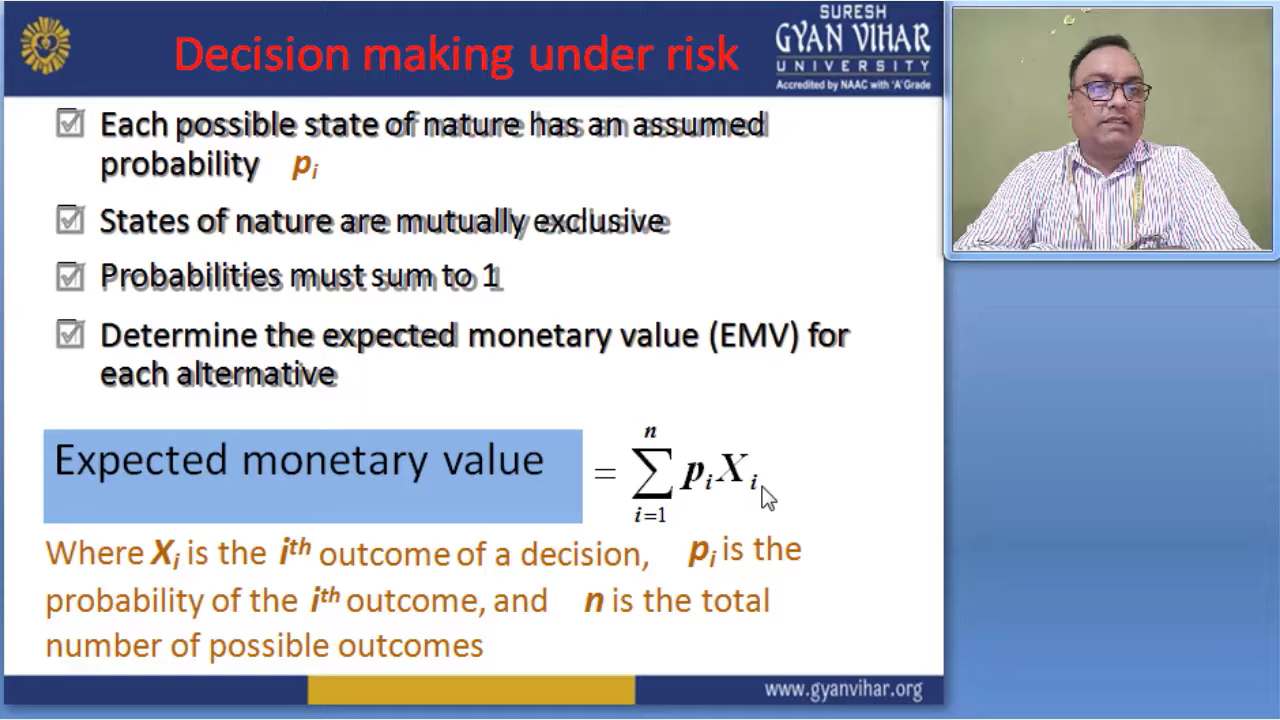 Decision making under risk
SURESH
GYAN VIHAR
UNIVERSITY
Accredited by NAAC with 'A' Grade
Each possible state of nature has an assumed
probability pi
States of nature are mutually exclusive
Probabilities must sum to 1
Determine the expected monetary value (EMV) for
each alternative
Expected monetary value = n∑i=1 piXi
Where Xi is the ith outcome of a decision, pi is the
probability of the ith outcome, and n is the total
number of possible outcomes
www.gyanvihar.org